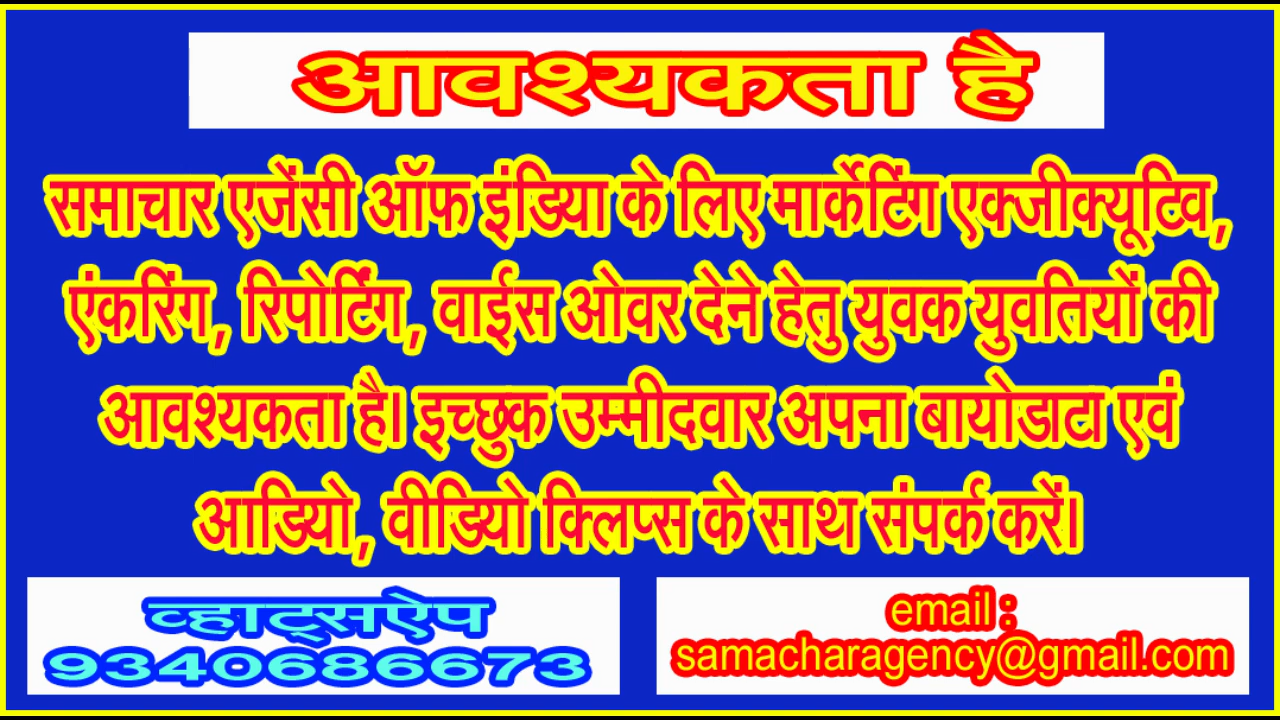 आवश्यकता है
समाचार एजेंसी ऑफ इंडिया के लिए मार्केटिंग एक्जीक्यूटिव,
एंकरिंग, रिपोर्टिंग, वाईस ओवर देने हेतु युवक युवतियों की
आवश्यकता है। इच्छुक उम्मीदवार अपना बायोडाटा एवं
आडियो, वीडियो क्लिप्स के साथ संपर्क करें।
व्हाट्सऐप
9340686673
email :
samacharagency@gmail.com